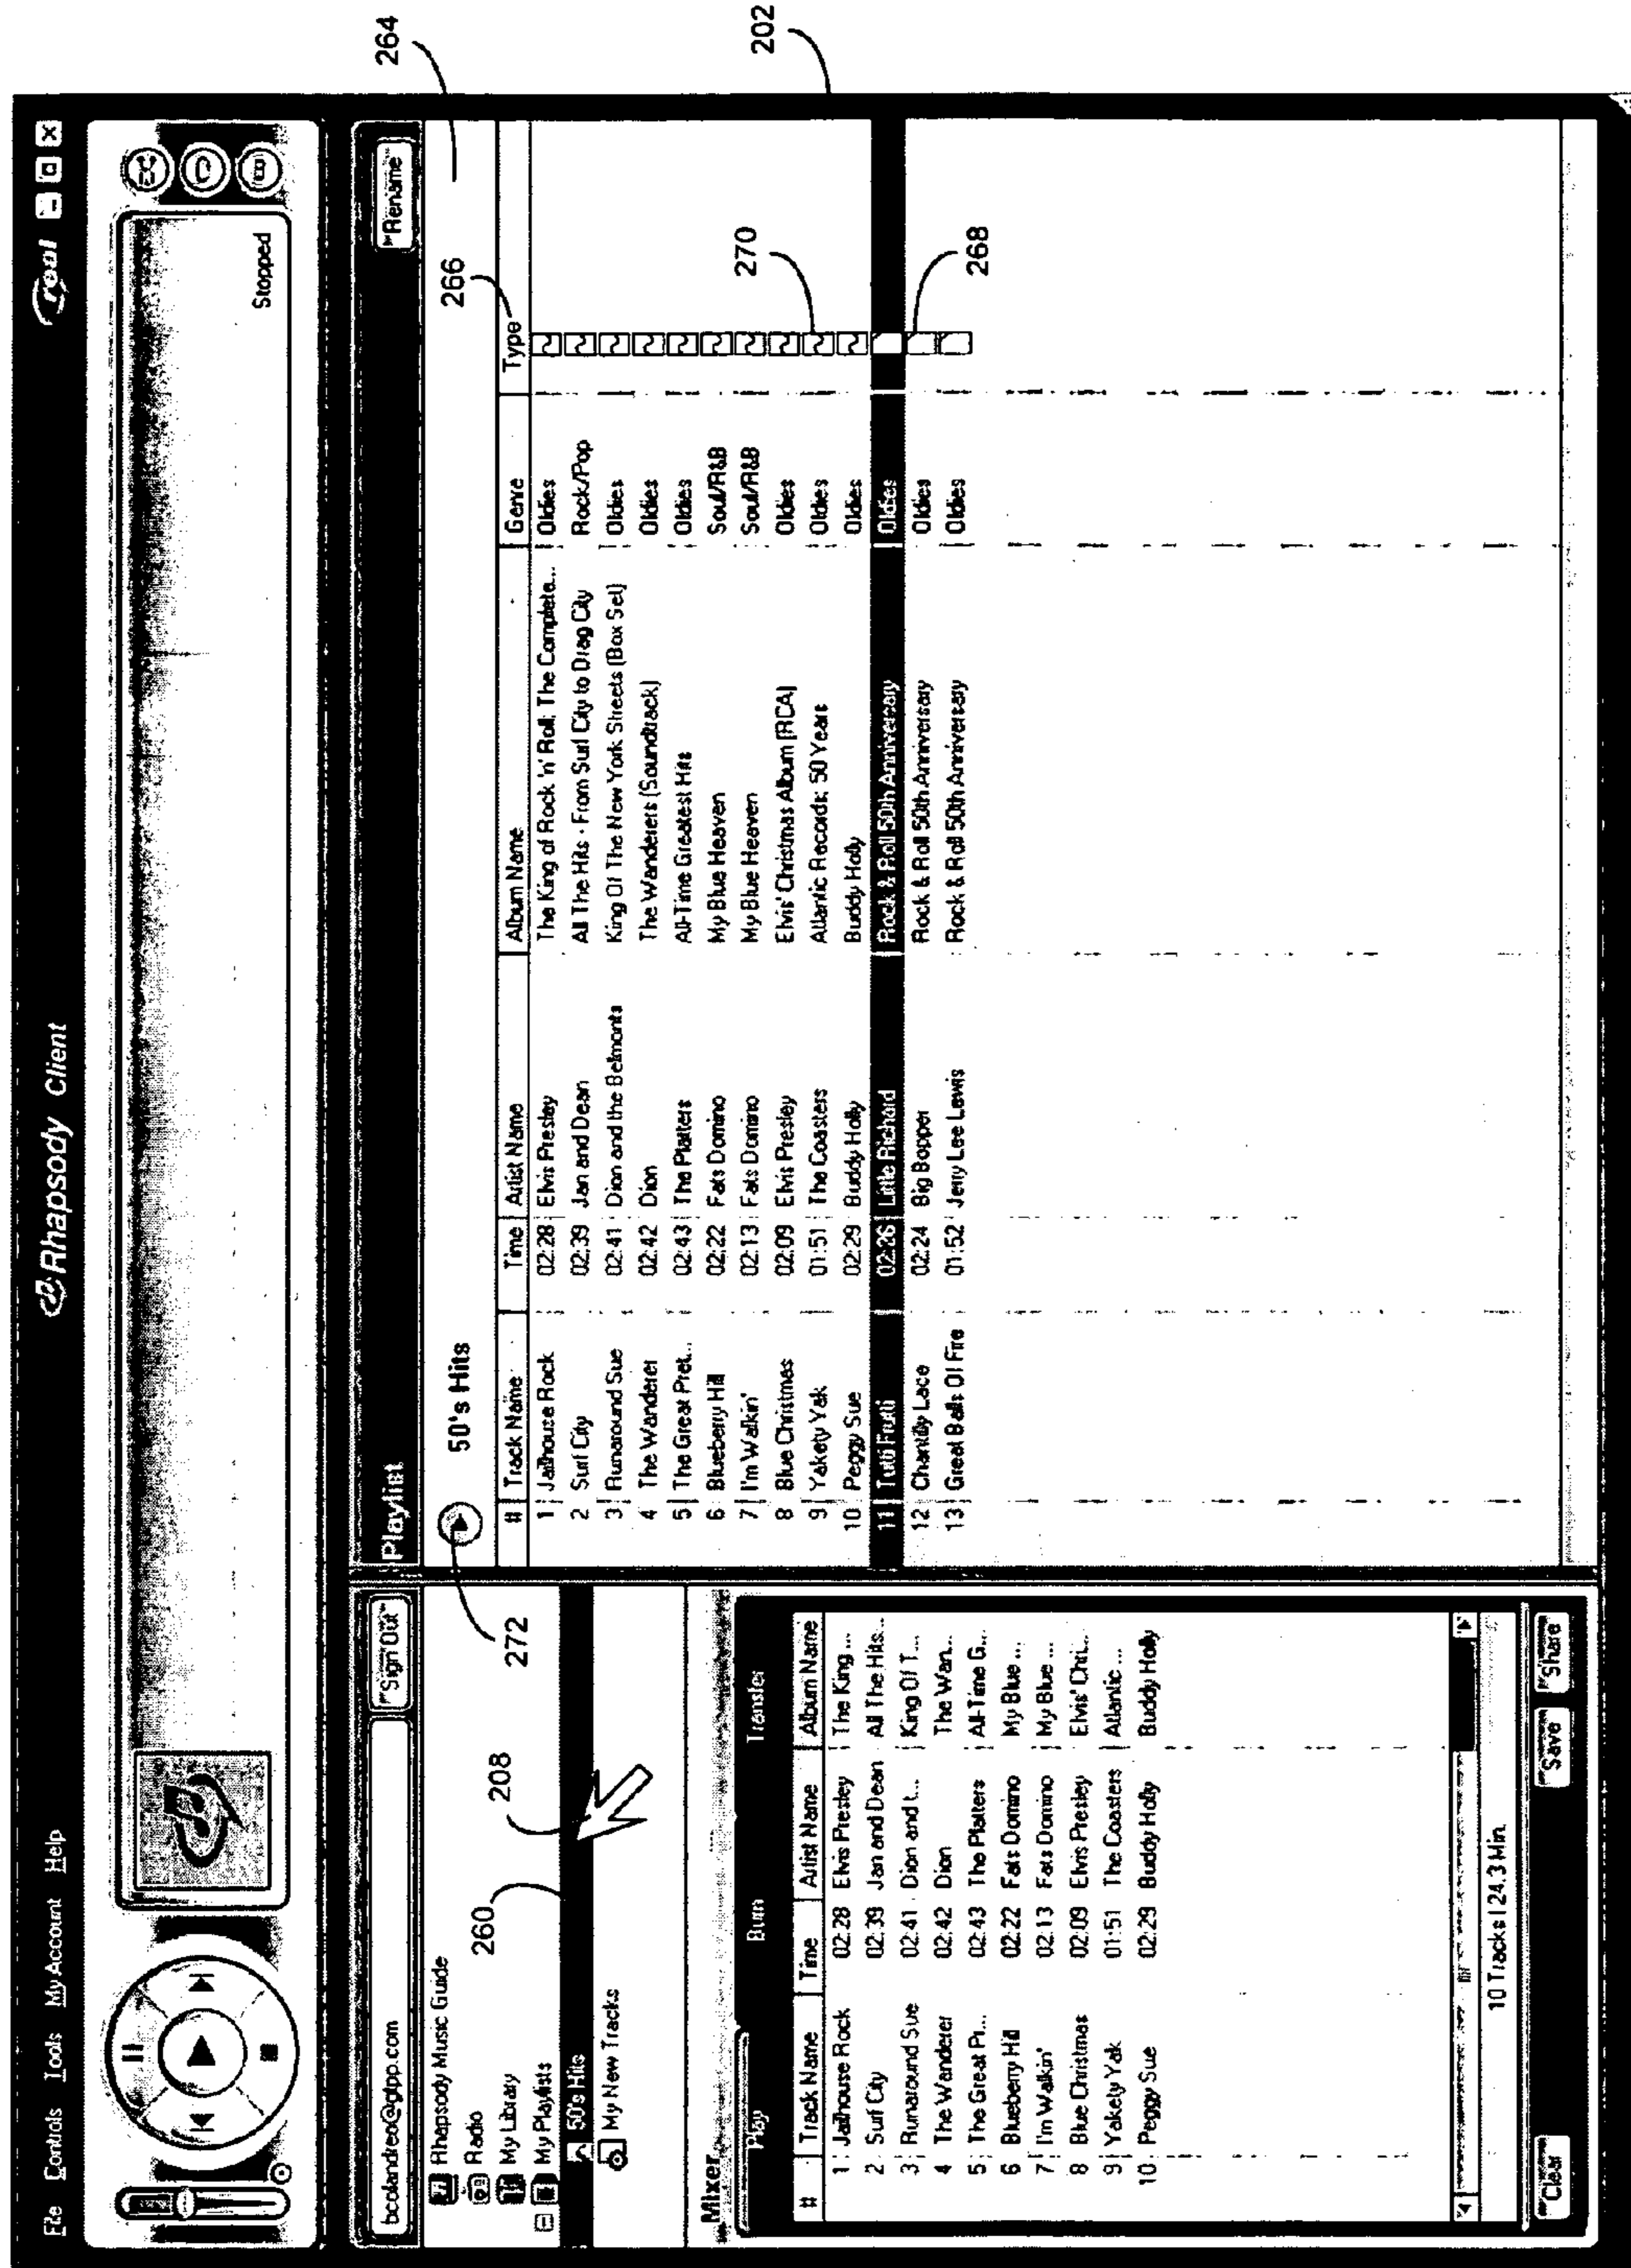 File Controls Tools My Account Help
Rhapsody Client
real
Stopped
bcolandreo@gtpp.com
Sign Out
Playlist
Rename
Rhapsody Music Guide
Radio
My Library
My Playlists
50's Hits
My New Tracks
260
208
272
50's Hits
266
264
202
# Track Name Time Artist Name Album Name Genre Type
1 Jailhouse Rock 02:28 Elvis Presley The King of Rock 'n' Roll: The Complete... Oldies
2 Surf City 02:39 Jan and Dean All The Hits - From Surf City to Drag City Rock/Pop
3 Runaround Sue 02:41 Dion and the Belmonts King Of The New York Streets (Box Set) Oldies
4 The Wanderer 02:42 Dion The Wanderers (Soundtrack) Oldies
5 The Great Pret... 02:43 The Platters All-Time Greatest Hits Oldies
6 Blueberry Hill 02:22 Fats Domino My Blue Heaven Soul/R&B
7 I'm Walkin' 02:13 Fats Domino My Blue Heaven Soul/R&B
8 Blue Christmas 02:09 Elvis Presley Elvis' Christmas Album [RCA] Oldies
9 Yakety Yak 01:51 The Coasters Atlantic Records: 50 Years Oldies
10 Peggy Sue 02:29 Buddy Holly Buddy Holly Oldies
11 Tutti Frutti Little Richard Rock & Roll 50th Anniversary Oldies
12 Chantilly Lace 02:24 Big Bopper Rock & Roll 50th Anniversary Oldies
13 Great Balls Of Fire 01:52 Jerry Lee Lewis Rock & Roll 50th Anniversary Oldies
270
268
Mixer
Play Burn Transfer
# Track Name Time Artist Name Album Name
1 Jailhouse Rock 02:28 Elvis Presley The King ...
2 Surf City 02:39 Jan and Dean All The Hits...
3 Runaround Sue 02:41 Dion and t... King Of T...
4 The Wanderer 02:42 Dion The Wan...
5 The Great Pr... 02:43 The Platters All-Time G...
6 Blueberry Hill 02:22 Fats Domino My Blue ...
7 I'm Walkin' 02:13 Fats Domino My Blue ...
8 Blue Christmas 02:09 Elvis Presley Elvis' Chri...
9 Yakety Yak 01:51 The Coasters Atlantic ...
10 Peggy Sue 02:29 Buddy Holly Buddy Holly
10 Tracks | 24.3 Min.
Clear Save Share